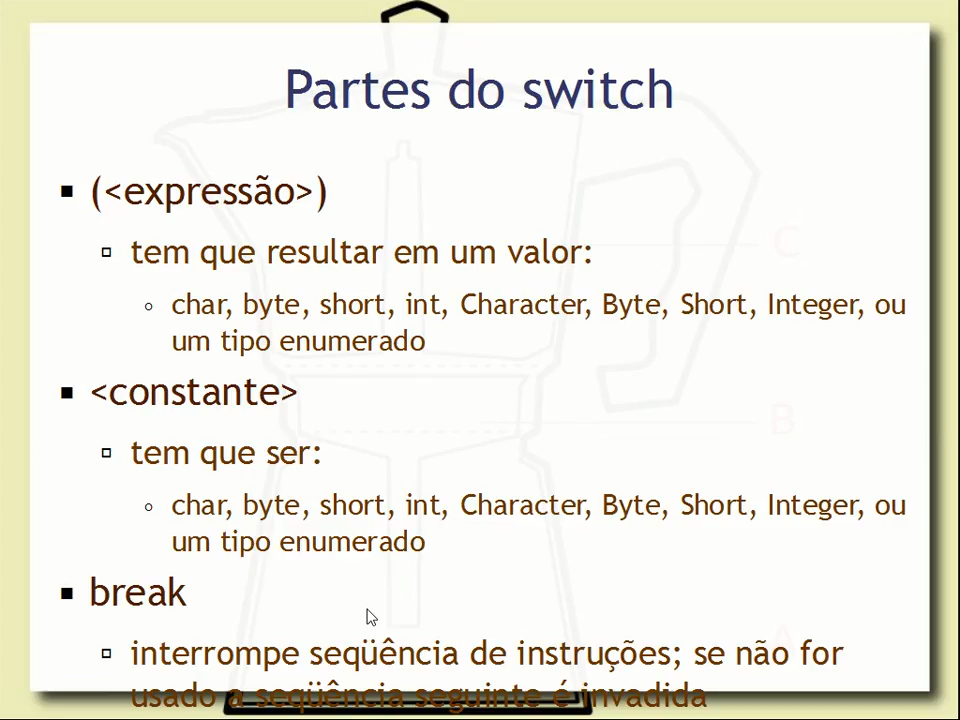 Partes do switch
(<expressão>)
tem que resultar em um valor:
char, byte, short, int, Character, Byte, Short, Integer, ou
um tipo enumerado
<constante>
tem que ser:
char, byte, short, int, Character, Byte, Short, Integer, ou
um tipo enumerado
break
interrompe seqüência de instruções; se não for
usado a seqüência seguinte é invadida
C
B
A